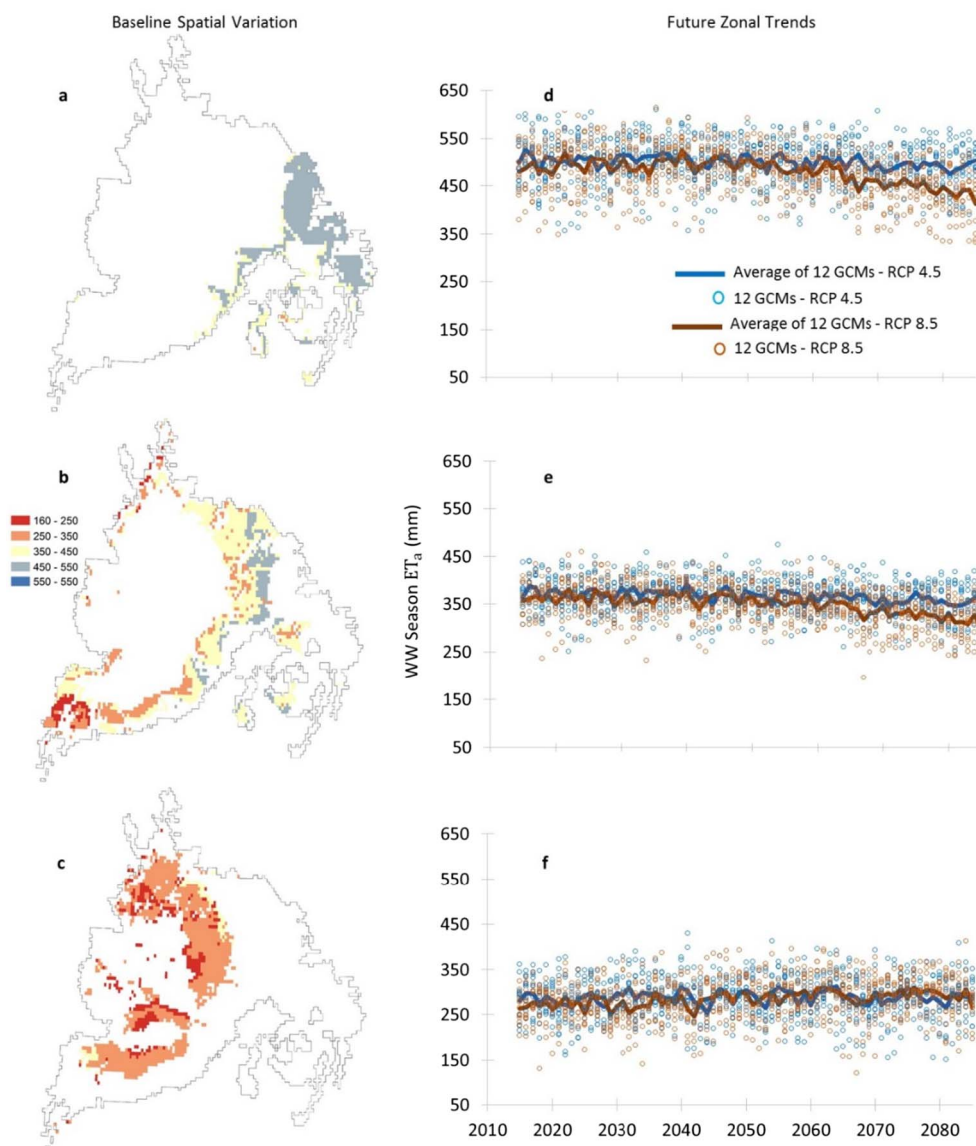 Baseline Spatial Variation
Future Zonal Trends
a
d
650
550
450
350
250
150
50
Average of 12 GCMs - RCP 4.5
12 GCMs - RCP 4.5
Average of 12 GCMs - RCP 8.5
12 GCMs - RCP 8.5
b
160 - 250
250 - 350
350 - 450
450 - 550
550 - 550
WW Season ETa (mm)
e
650
550
450
350
250
150
50
c
f
650
550
450
350
250
150
50
2010 2020 2030 2040 2050 2060 2070 2080